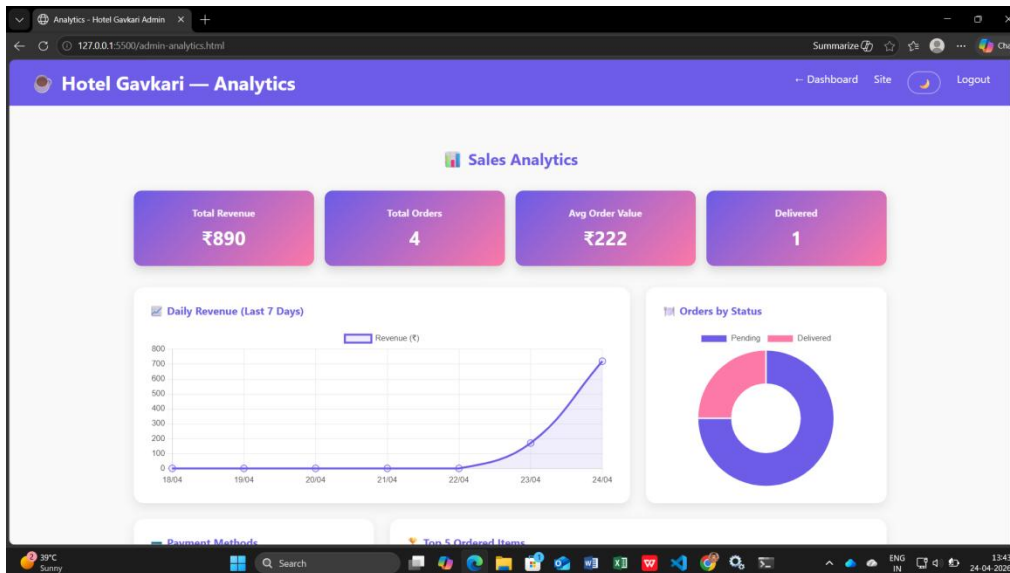 Analytics - Hotel Gavkari Admin
127.0.0.1:5500/admin-analytics.html
Summarize
Hotel Gavkari — Analytics
← Dashboard Site Logout
Sales Analytics
Total Revenue
₹890
Total Orders
4
Avg Order Value
₹222
Delivered
1
Daily Revenue (Last 7 Days)
Revenue (₹)
800
700
600
500
400
300
200
100
0
18/04 19/04 20/04 21/04 22/04 23/04 24/04
Orders by Status
Pending Delivered
Payment Methods
Top 5 Ordered Items
2
39°C
Sunny
Search
ENG
IN
13:43
24-04-2026